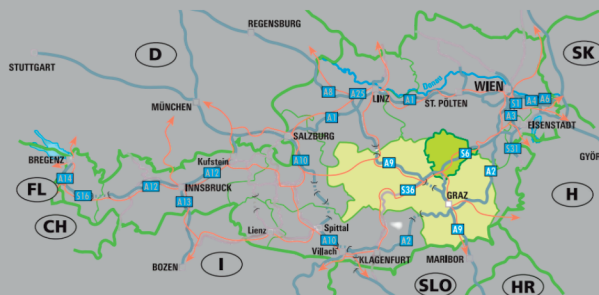 REGENSBURG
D
SK
STUTTGART
Donau
WIEN
A8
A25
LINZ
A1
ST. PÖLTEN
S1
A4
A6
MÜNCHEN
A1
A3
EISENSTADT
SALZBURG
BREGENZ
Kufstein
A10
A9
S6
S31
GYÖR
A14
A12
A2
FL
S16
A12
INNSBRUCK
S36
GRAZ
H
A13
CH
Lienz
Spittal
A10
A2
A9
Villach
BOZEN
I
KLAGENFURT
MARIBOR
SLO
HR